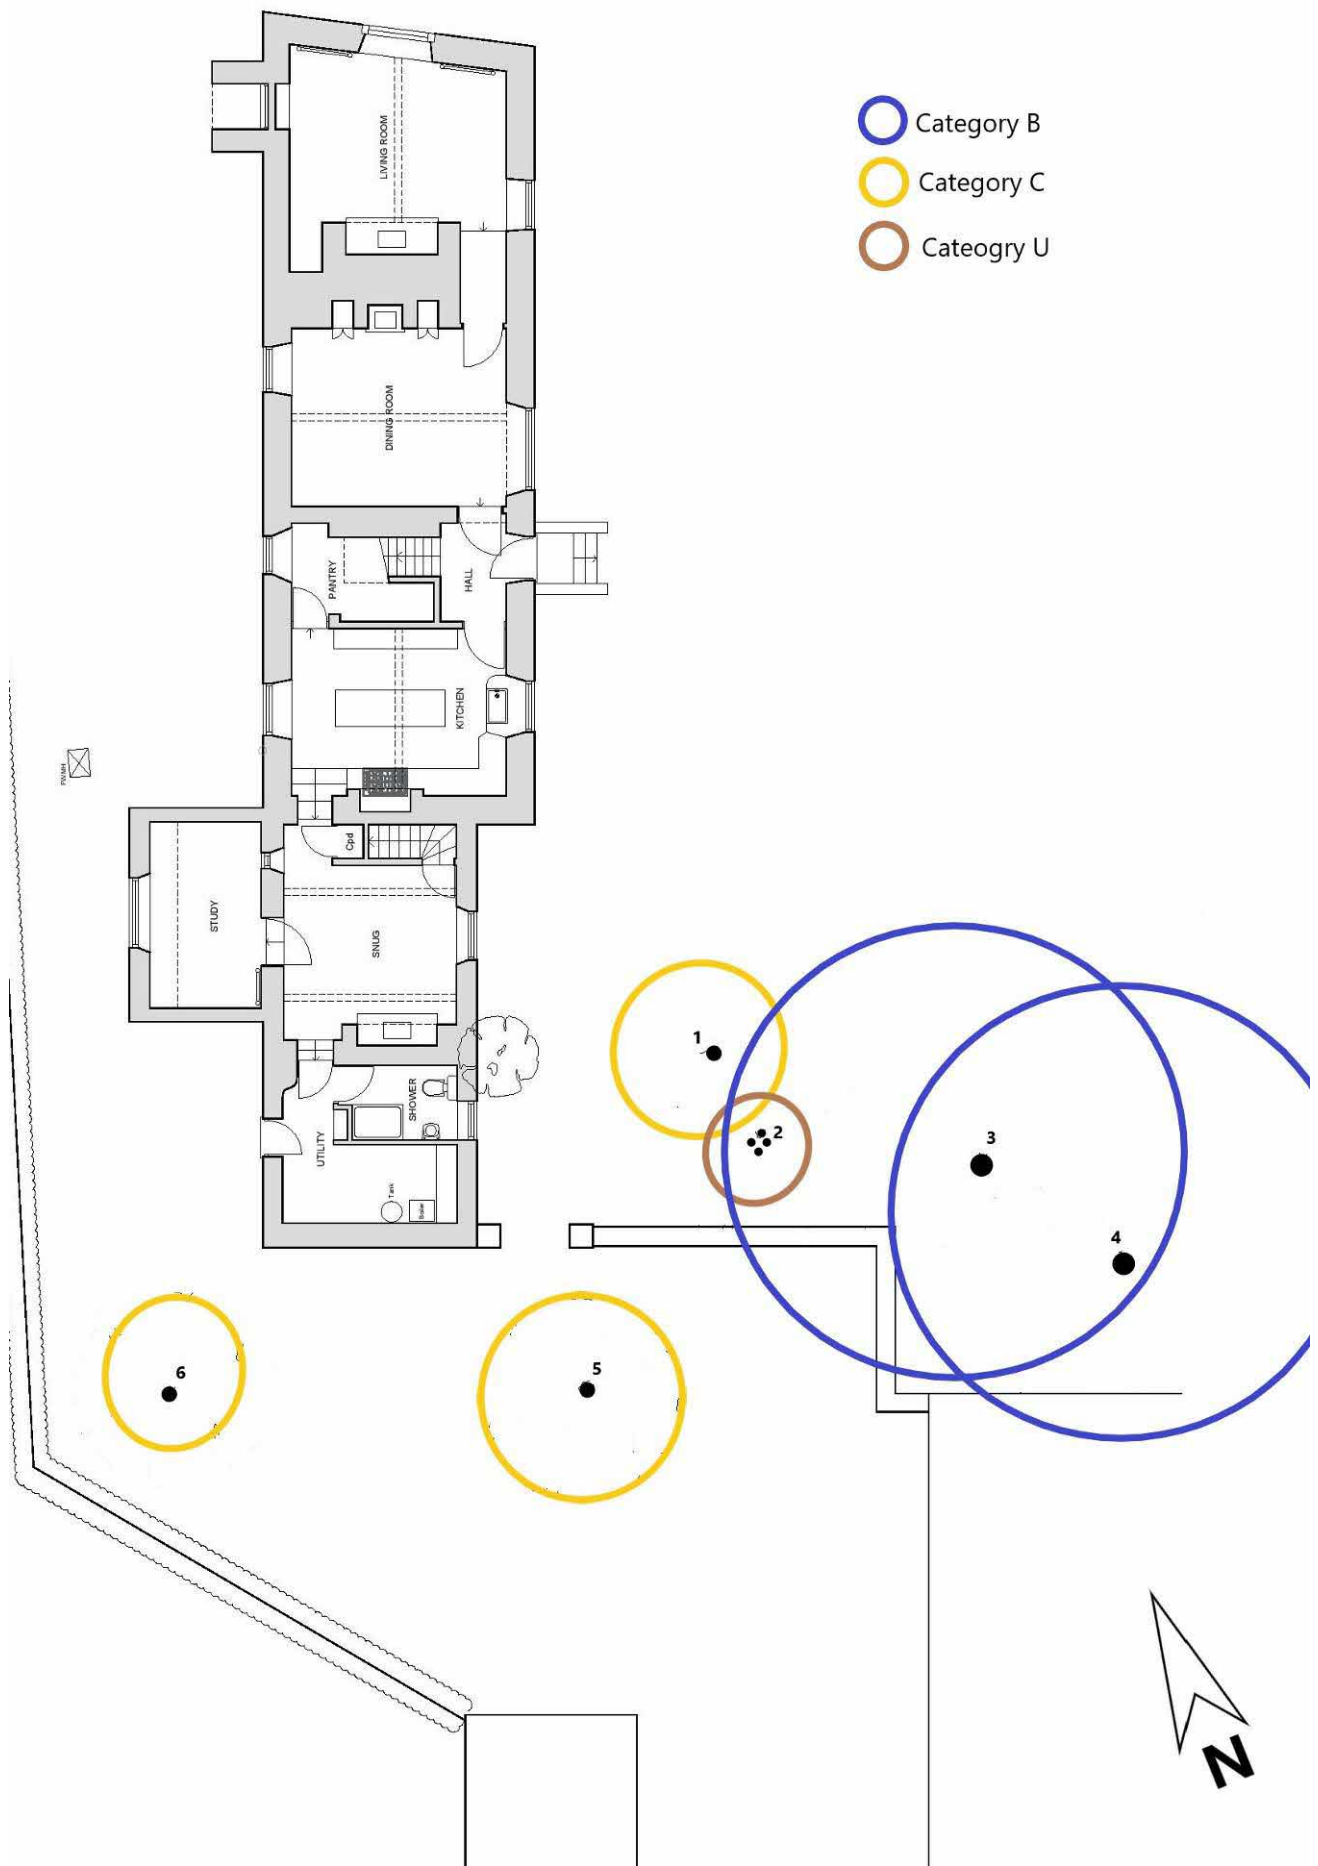 LIVING ROOM
Category B
Category C
Cateogry U
DINING ROOM
PANTRY
HALL
KITCHEN
FWMH
Cpd
STUDY
SNUG
1
SHOWER
2
3
UTILITY
Tank
Boiler
4
6
5
N